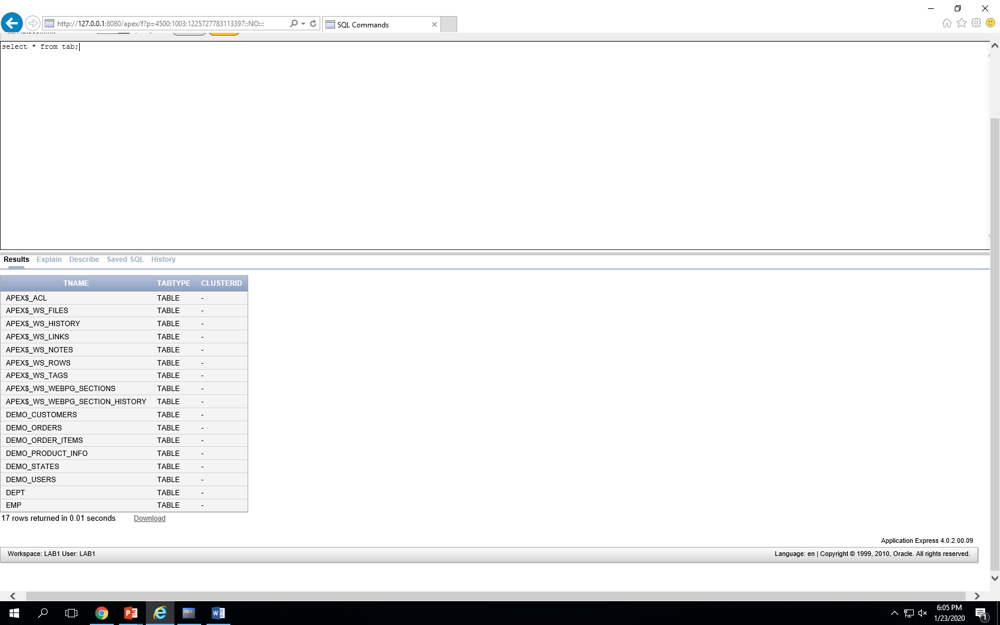 http://127.0.0.1:8080/apex/f?p=4500:1003:1225727783113397::NO:::
SQL Commands
select * from tab;
Results Explain Describe Saved SQL History
TNAME TABTYPE CLUSTERID
APEX$_ACL TABLE -
APEX$_WS_FILES TABLE -
APEX$_WS_HISTORY TABLE -
APEX$_WS_LINKS TABLE -
APEX$_WS_NOTES TABLE -
APEX$_WS_ROWS TABLE -
APEX$_WS_TAGS TABLE -
APEX$_WS_WEBPG_SECTIONS TABLE -
APEX$_WS_WEBPG_SECTION_HISTORY TABLE -
DEMO_CUSTOMERS TABLE -
DEMO_ORDERS TABLE -
DEMO_ORDER_ITEMS TABLE -
DEMO_PRODUCT_INFO TABLE -
DEMO_STATES TABLE -
DEMO_USERS TABLE -
DEPT TABLE -
EMP TABLE -
17 rows returned in 0.01 seconds Download
Application Express 4.0.2.00.09
Workspace: LAB1 User: LAB1 Language: en | Copyright © 1999, 2010, Oracle. All rights reserved.
6:05 PM
1/23/2020
1